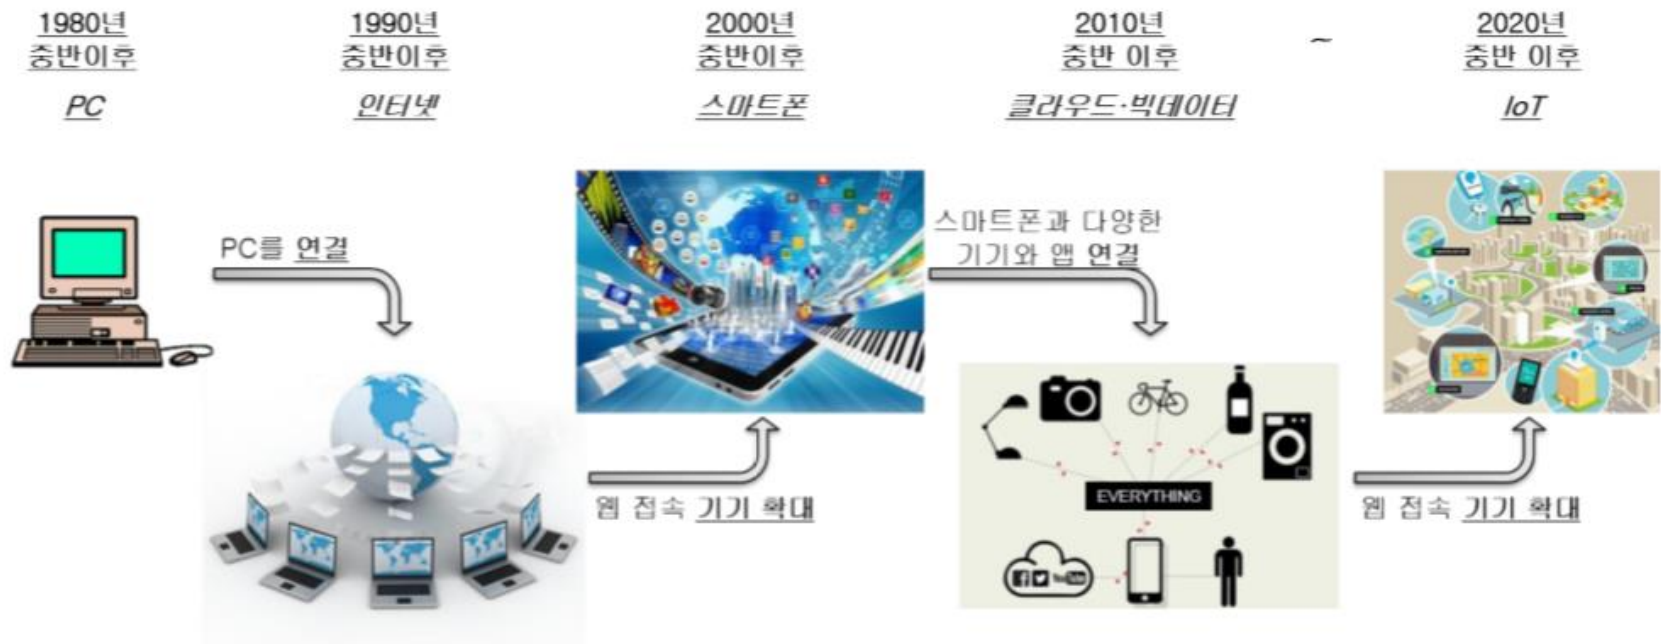 1980년
중반이후
PC
1990년
중반이후
인터넷
2000년
중반이후
스마트폰
2010년
중반 이후
클라우드·빅데이터
~
2020년
중반 이후
IoT
PC를 연결
스마트폰과 다양한
기기와 앱 연결
EVERYTHING
YouTube
웹 접속 기기 확대
웹 접속 기기 확대